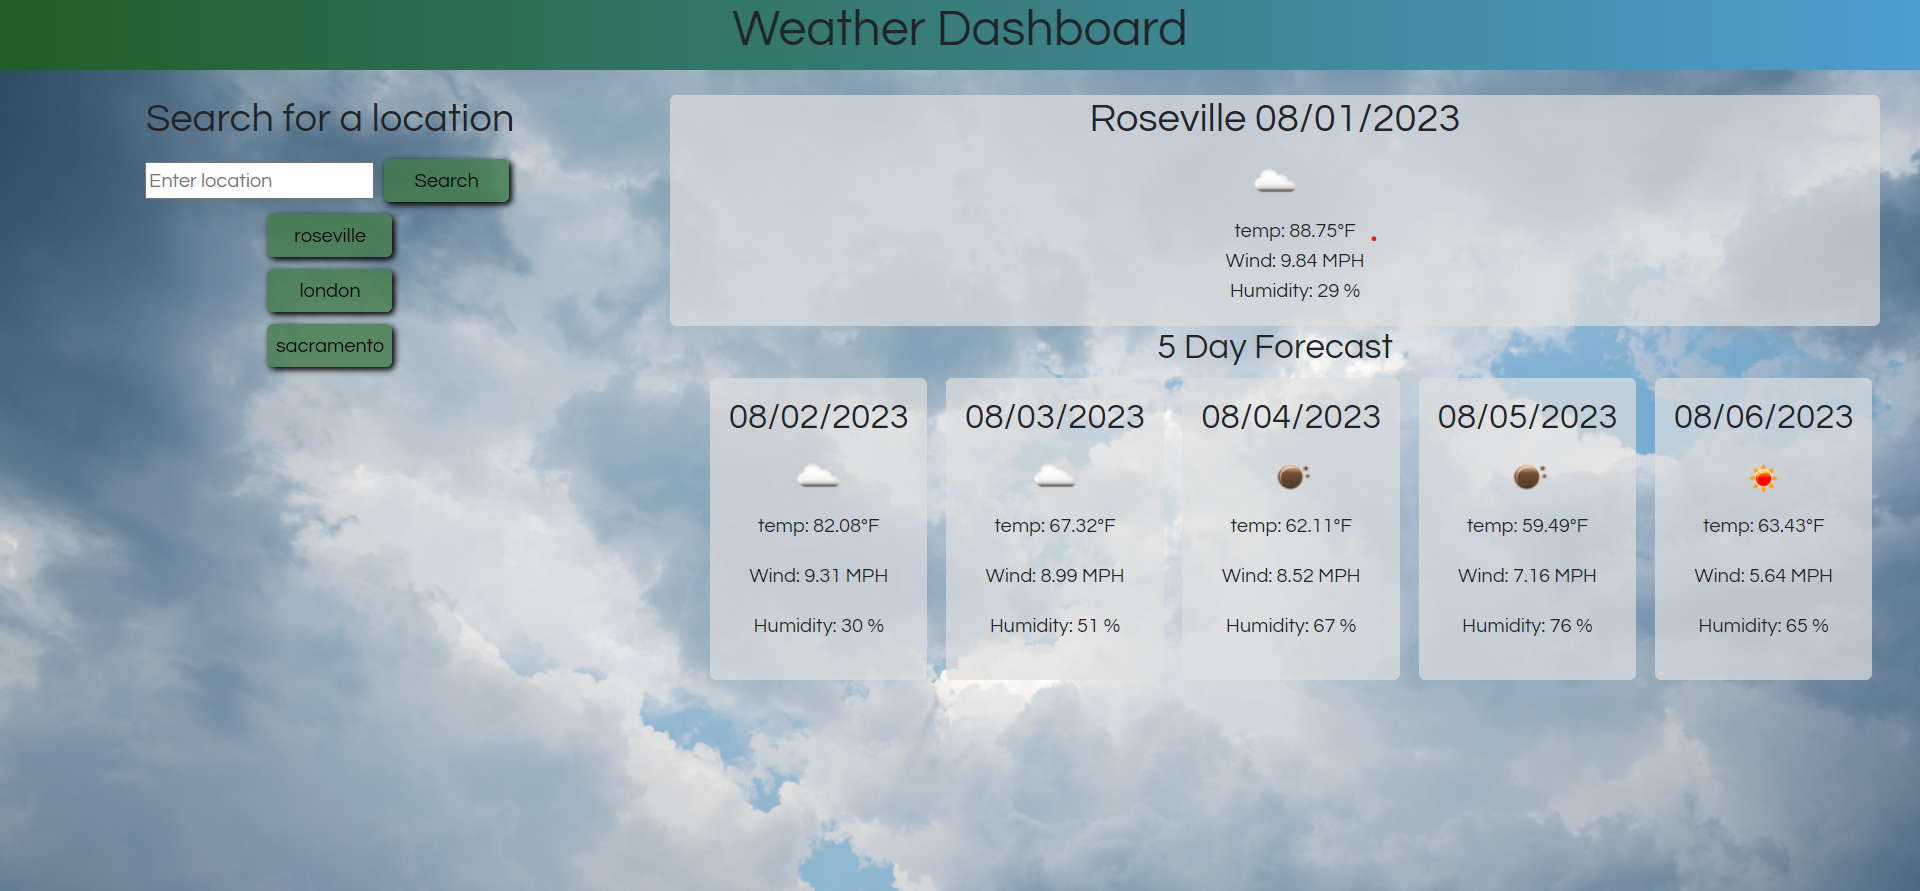 Weather Dashboard
Search for a location
Enter location
Search
roseville
london
sacramento
Roseville 08/01/2023
temp: 88.75°F
Wind: 9.84 MPH
Humidity: 29 %
5 Day Forecast
08/02/2023
temp: 82.08°F
Wind: 9.31 MPH
Humidity: 30 %
08/03/2023
temp: 67.32°F
Wind: 8.99 MPH
Humidity: 51 %
08/04/2023
temp: 62.11°F
Wind: 8.52 MPH
Humidity: 67 %
08/05/2023
temp: 59.49°F
Wind: 7.16 MPH
Humidity: 76 %
08/06/2023
temp: 63.43°F
Wind: 5.64 MPH
Humidity: 65 %